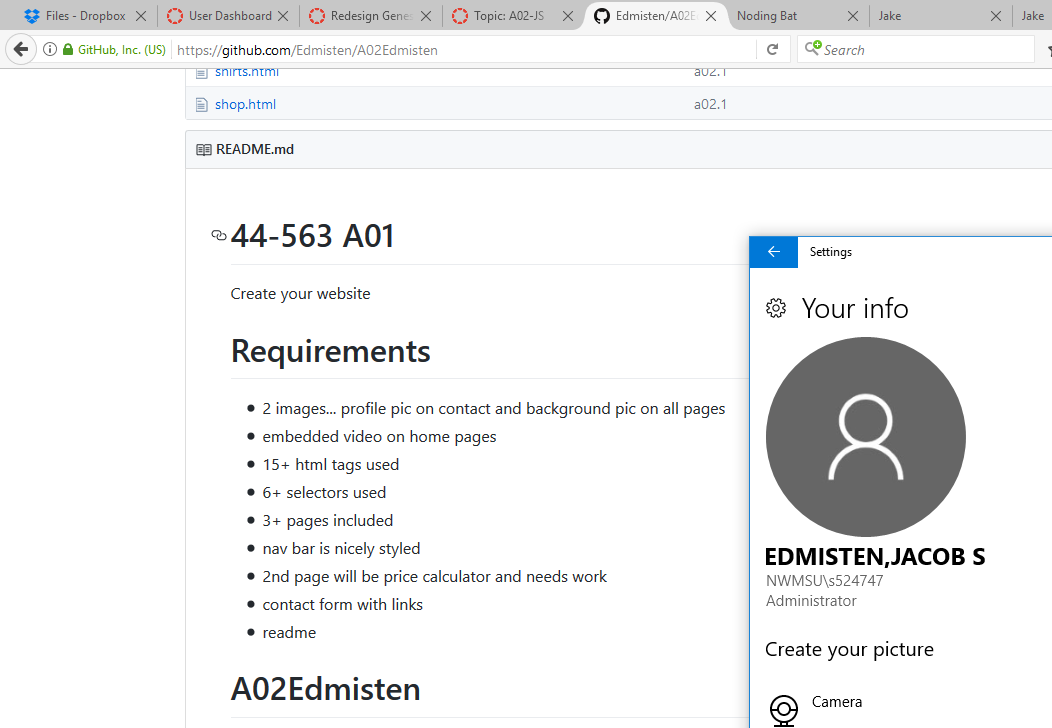 Files - Dropbox
User Dashboard
Redesign Gene
Topic: A02-JS
Edmisten/A02E
Noding Bat
Jake
Jake
GitHub, Inc. (US)
https://github.com/Edmisten/A02Edmisten
Search
shirts.html a02.1
shop.html a02.1
README.md
44-563 A01
Create your website
Requirements
2 images... profile pic on contact and background pic on all pages
embedded video on home pages
15+ html tags used
6+ selectors used
3+ pages included
nav bar is nicely styled
2nd page will be price calculator and needs work
contact form with links
readme
A02Edmisten
Settings
Your info
EDMISTEN,JACOB S
NWMSU\s524747
Administrator
Create your picture
Camera